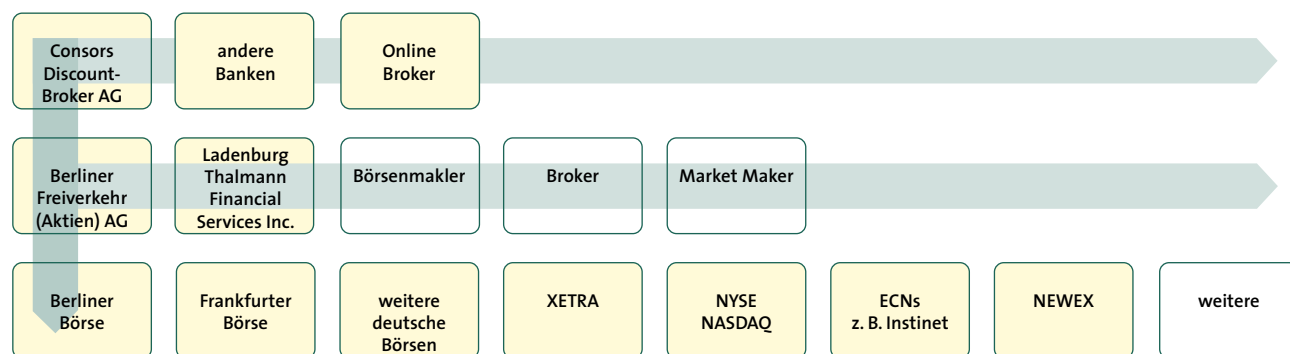 Consors
Discount-
Broker AG
andere
Banken
Online
Broker
Berliner
Freiverkehr
(Aktien) AG
Ladenburg
Thalmann
Financial
Services Inc.
Börsenmakler
Broker
Market Maker
Berliner
Börse
Frankfurter
Börse
weitere
deutsche
Börsen
XETRA
NYSE
NASDAQ
ECNs
z. B. Instinet
NEWEX
weitere